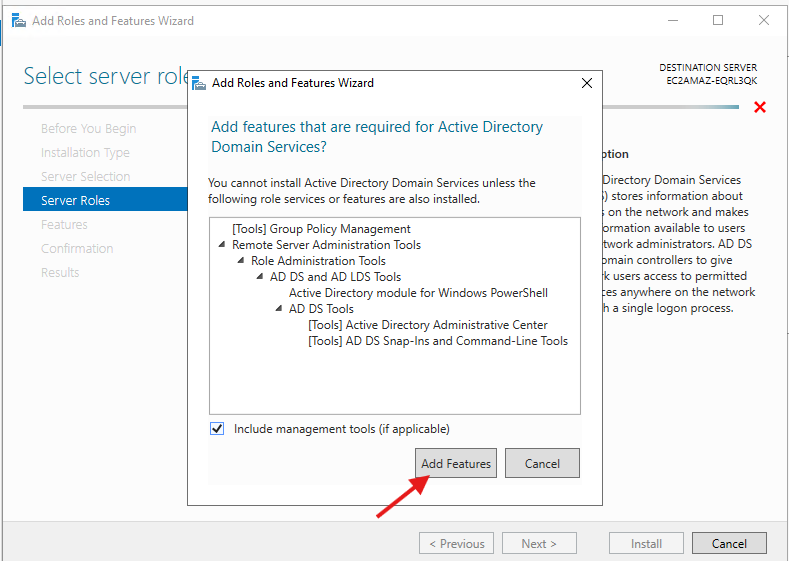 Add Roles and Features Wizard
Select server role
DESTINATION SERVER
EC2AMAZ-EQRL3QK
Before You Begin
Installation Type
Server Selection
Server Roles
Features
Confirmation
Results
Add Roles and Features Wizard
Add features that are required for Active Directory
Domain Services?
You cannot install Active Directory Domain Services unless the
following role services or features are also installed.
[Tools] Group Policy Management
Remote Server Administration Tools
Role Administration Tools
AD DS and AD LDS Tools
Active Directory module for Windows PowerShell
AD DS Tools
[Tools] Active Directory Administrative Center
[Tools] AD DS Snap-Ins and Command-Line Tools
Include management tools (if applicable)
Add Features
Cancel
ption
Directory Domain Services
) stores information about
s on the network and makes
formation available to users
twork administrators. AD DS
omain controllers to give
k users access to permitted
ces anywhere on the network
h a single logon process.
< Previous
Next >
Install
Cancel